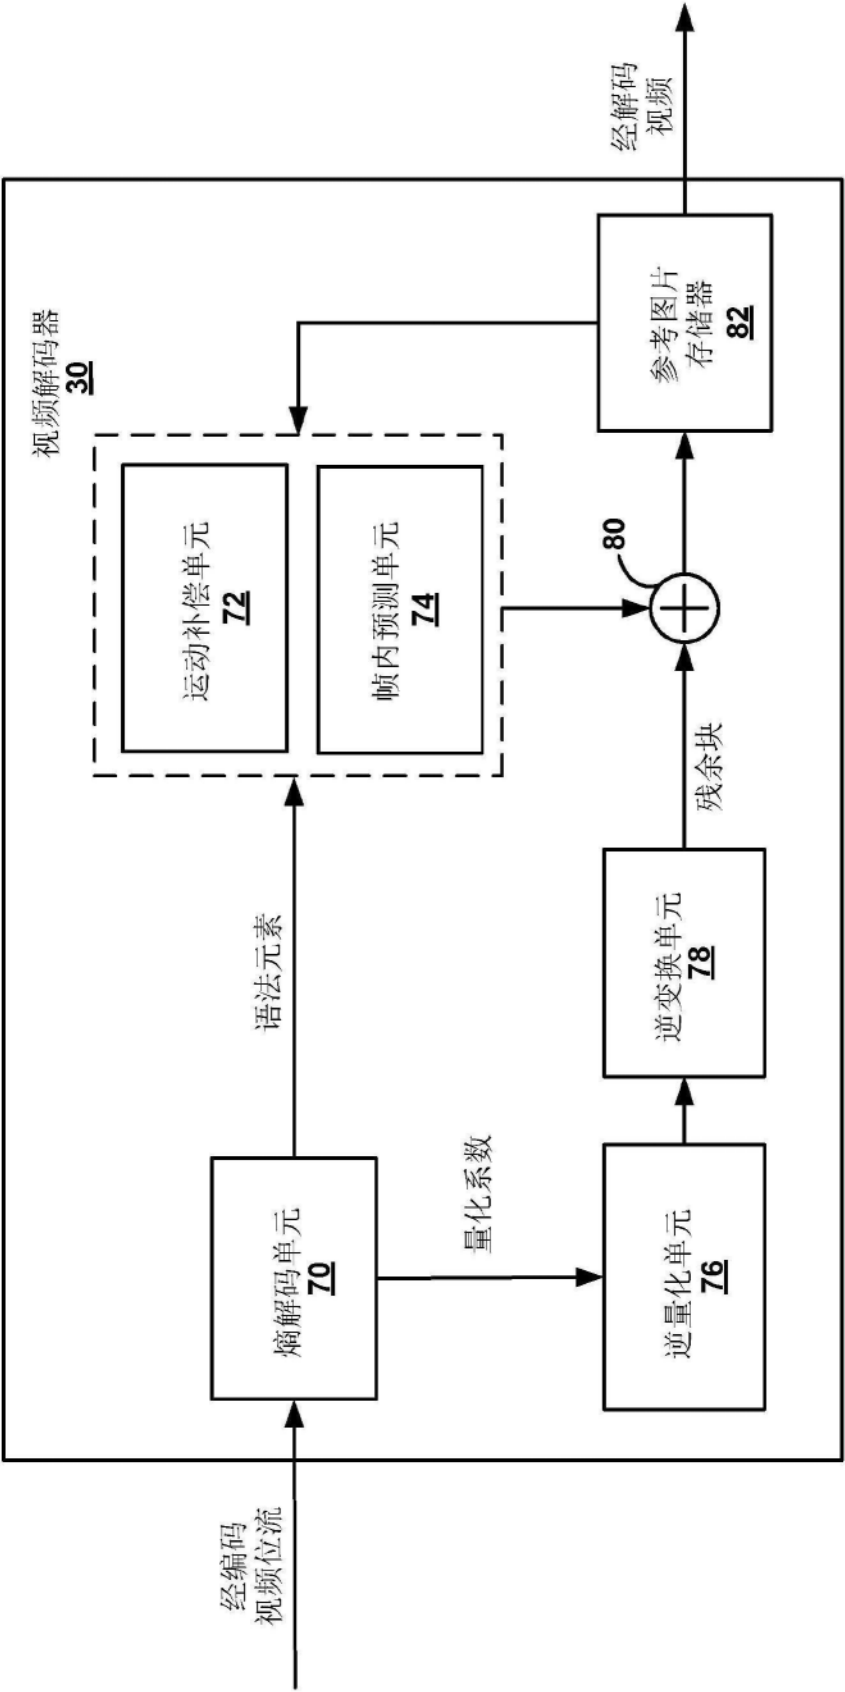 视频解码器
30
经编码
视频位流
熵解码单元
70
语法元素
运动补偿单元
72
帧内预测单元
74
量化系数
逆量化单元
76
逆变换单元
78
残余块
80
参考图片
存储器
82
经解码
视频